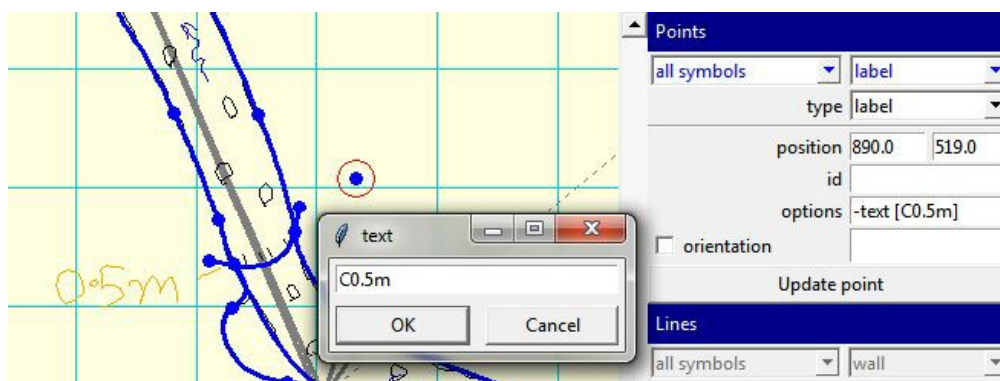 Points
all symbols label
type label
position 890.0 519.0
id
options -text [C0.5m]
orientation
Update point
Lines
all symbols wall
text
C0.5m
OK Cancel
0.5m